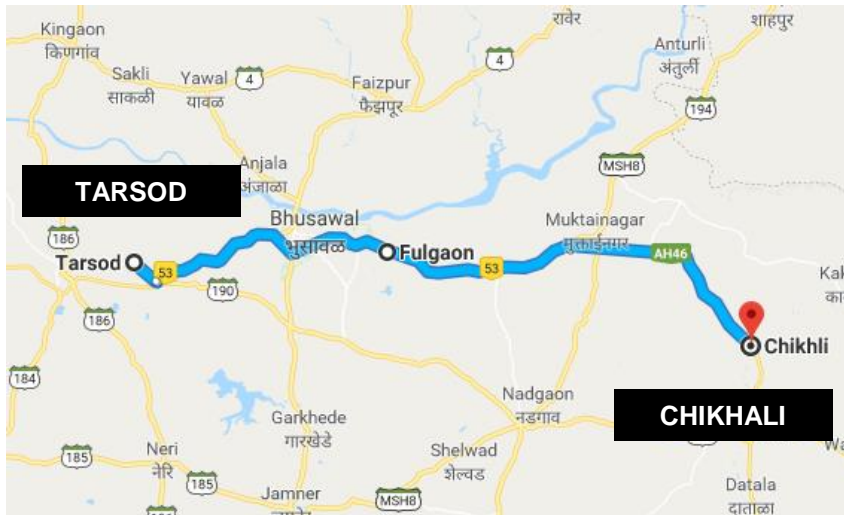 Kingaon
किणगांव
Sakli
साकळी
Yawal
यावळ
4
Faizpur
फैझपूर
रावेर
4
Anturli
अंतुर्ली
शाहपुर
194
MSH8
Anjala
अंजाळा
TARSOD
Bhusawal
भुसावळ
186
Tarsod
53
190
Fulgaon
53
Muktainagar
मुक्ताईनगर
AH46
186
184
Chikhli
CHIKHALI
Nadgaon
नडगाव
Garkhede
गारखेडे
Shelwad
शेल्वड
Neri
नेरि
185
185
Jamner
MSH8
Datala
दाताळा